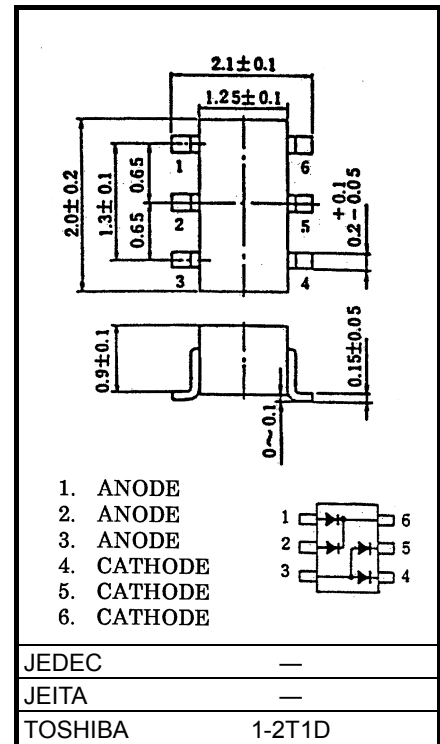 2.1±0.1
1.25±0.1
1 6
2 5
3 4
2.0±0.2
1.3±0.1
0.65
0.65
+0.1
0.2-0.05
0.9±0.1
0.15±0.05
0~0.1
1. ANODE
2. ANODE
3. ANODE
4. CATHODE
5. CATHODE
6. CATHODE
1 6
2 5
3 4
JEDEC —
JEITA —
TOSHIBA 1-2T1D